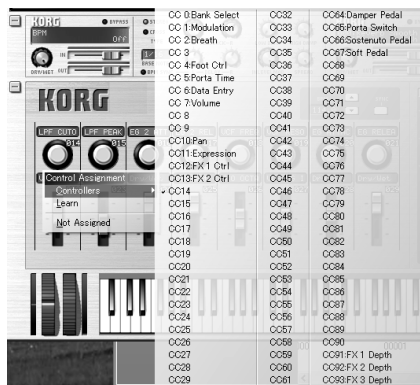 KORG
BYPASS
BPM
Off
IN
DRY/WET
OUT
KORG
LPF CUTO
LPF PEAK
014
015
Control Assignment
Controllers
Learn
Not Assigned
CC 0:Bank Select
CC 1:Modulation
CC 2:Breath
CC 3
CC 4:Foot Ctrl
CC 5:Porta Time
CC 6:Data Entry
CC 7:Volume
CC 8
CC 9
CC10:Pan
CC11:Expression
CC12:FX 1 Ctrl
CC13:FX 2 Ctrl
CC14
CC15
CC16
CC17
CC18
CC19
CC20
CC21
CC22
CC23
CC24
CC25
CC26
CC27
CC28
CC29
CC32
CC33
CC34
CC35
CC36
CC37
CC38
CC39
CC40
CC41
CC42
CC43
CC44
CC45
CC46
CC47
CC48
CC49
CC50
CC51
CC52
CC53
CC54
CC55
CC56
CC57
CC58
CC59
CC60
CC61
CC64:Damper Pedal
CC65:Porta Switch
CC66:Sostenuto Pedal
CC67:Soft Pedal
CC68
CC69
CC70
CC71
CC72
CC73
CC74
CC75
CC76
CC77
CC78
CC79
CC80
CC81
CC82
CC83
CC84
CC85
CC86
CC87
CC88
CC89
CC90
CC91:FX 1 Depth
CC92:FX 2 Depth
CC93:FX 3 Depth